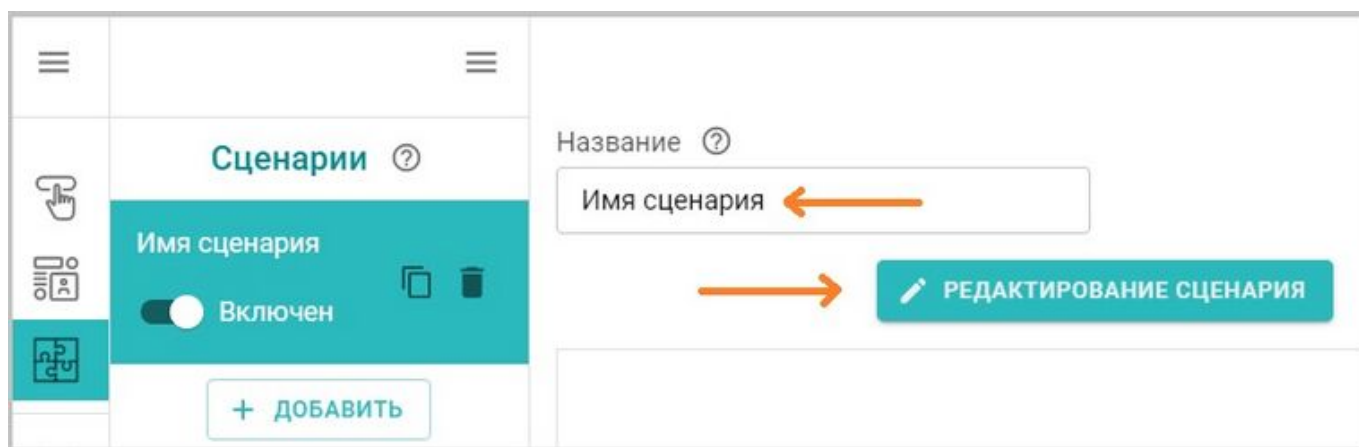 Сценарии
Имя сценария
Включен
+ ДОБАВИТЬ
Название
Имя сценария
РЕДАКТИРОВАНИЕ СЦЕНАРИЯ